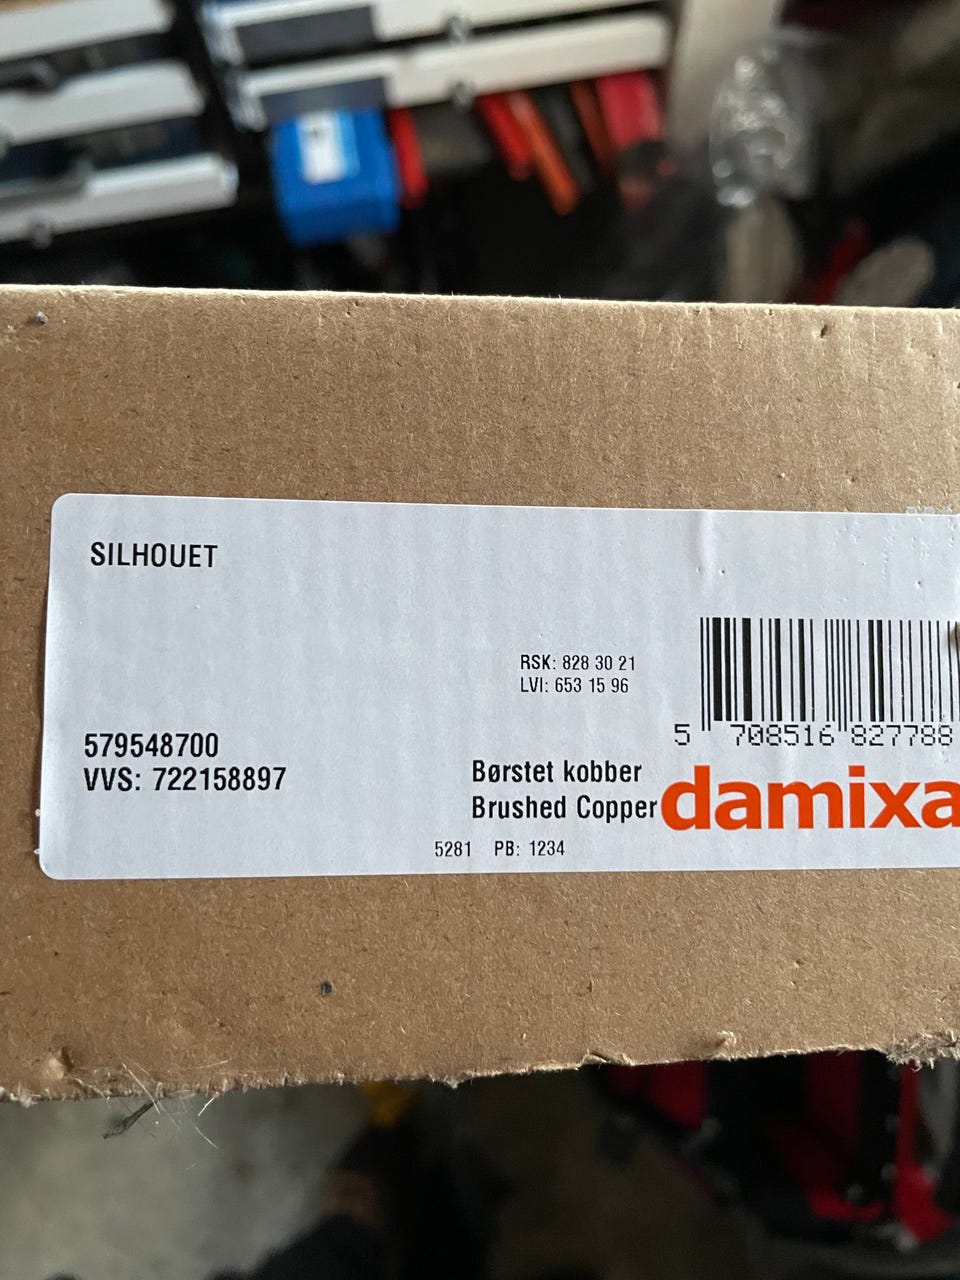 SILHOUET
RSK: 828 30 21
LVI: 653 15 96
5 708516 827788
579548700
VVS: 722158897
Børstet kobber
Brushed Copper
damixa
5281 PB: 1234